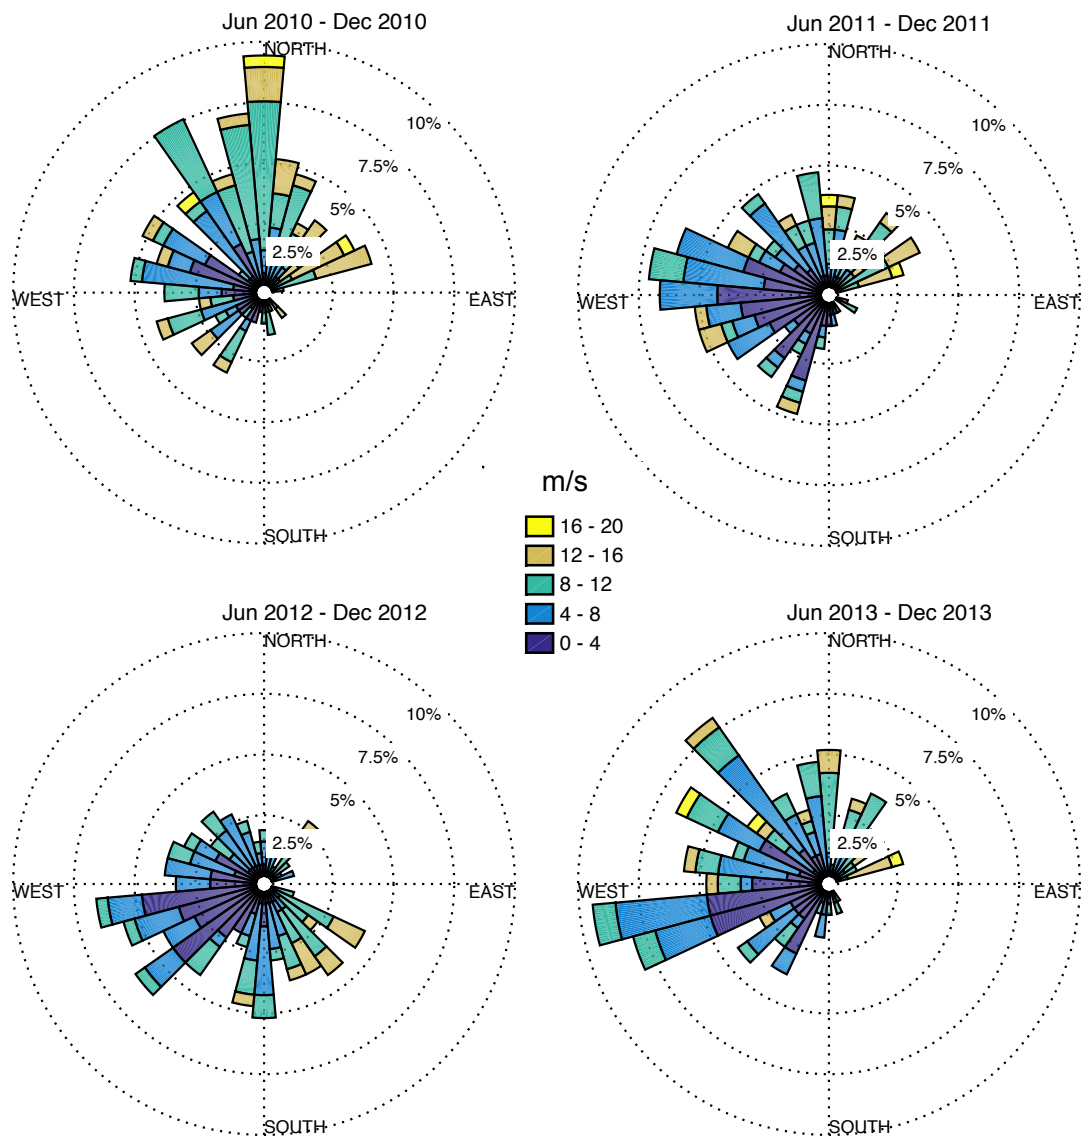 Jun 2010 - Dec 2010
NORTH
10%
7.5%
5%
2.5%
WEST
EAST
SOUTH
Jun 2011 - Dec 2011
NORTH
10%
7.5%
5%
2.5%
WEST
EAST
SOUTH
m/s
16 - 20
12 - 16
8 - 12
4 - 8
0 - 4
Jun 2012 - Dec 2012
NORTH
10%
7.5%
5%
2.5%
WEST
EAST
SOUTH
Jun 2013 - Dec 2013
NORTH
10%
7.5%
5%
2.5%
WEST
EAST
SOUTH